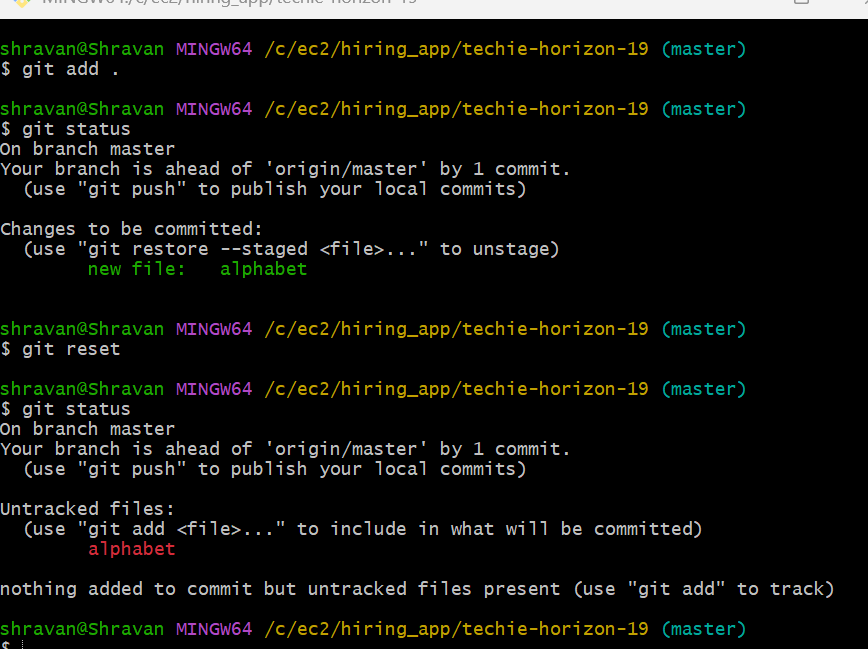 MINGW64:/c/ec2/hiring_app/techie-horizon-19
shravan@Shravan MINGW64 /c/ec2/hiring_app/techie-horizon-19 (master)
$ git add .
shravan@Shravan MINGW64 /c/ec2/hiring_app/techie-horizon-19 (master)
$ git status
On branch master
Your branch is ahead of 'origin/master' by 1 commit.
  (use "git push" to publish your local commits)
Changes to be committed:
  (use "git restore --staged <file>..." to unstage)
        new file:   alphabet
shravan@Shravan MINGW64 /c/ec2/hiring_app/techie-horizon-19 (master)
$ git reset
shravan@Shravan MINGW64 /c/ec2/hiring_app/techie-horizon-19 (master)
$ git status
On branch master
Your branch is ahead of 'origin/master' by 1 commit.
  (use "git push" to publish your local commits)
Untracked files:
  (use "git add <file>..." to include in what will be committed)
        alphabet
nothing added to commit but untracked files present (use "git add" to track)
shravan@Shravan MINGW64 /c/ec2/hiring_app/techie-horizon-19 (master)
$